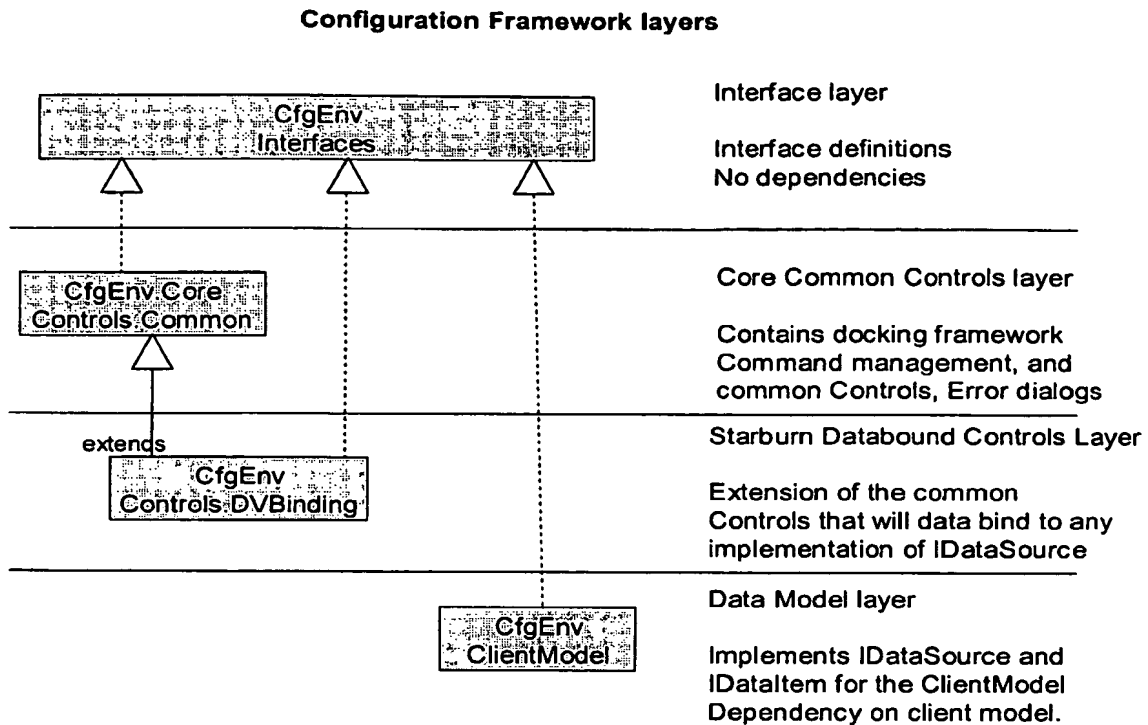 Configuration Framework layers
CfgEnv
Interfaces
Interface layer
Interface definitions
No dependencies
CfgEnv.Core
Controls.Common
Core Common Controls layer
Contains docking framework
Command management, and
common Controls, Error dialogs
extends
CfgEnv
Controls.DVBinding
Starburn Databound Controls Layer
Extension of the common
Controls that will data bind to any
implementation of IDataSource
CfgEnv
ClientModel
Data Model layer
Implements IDataSource and
IDataItem for the ClientModel
Dependency on client model.